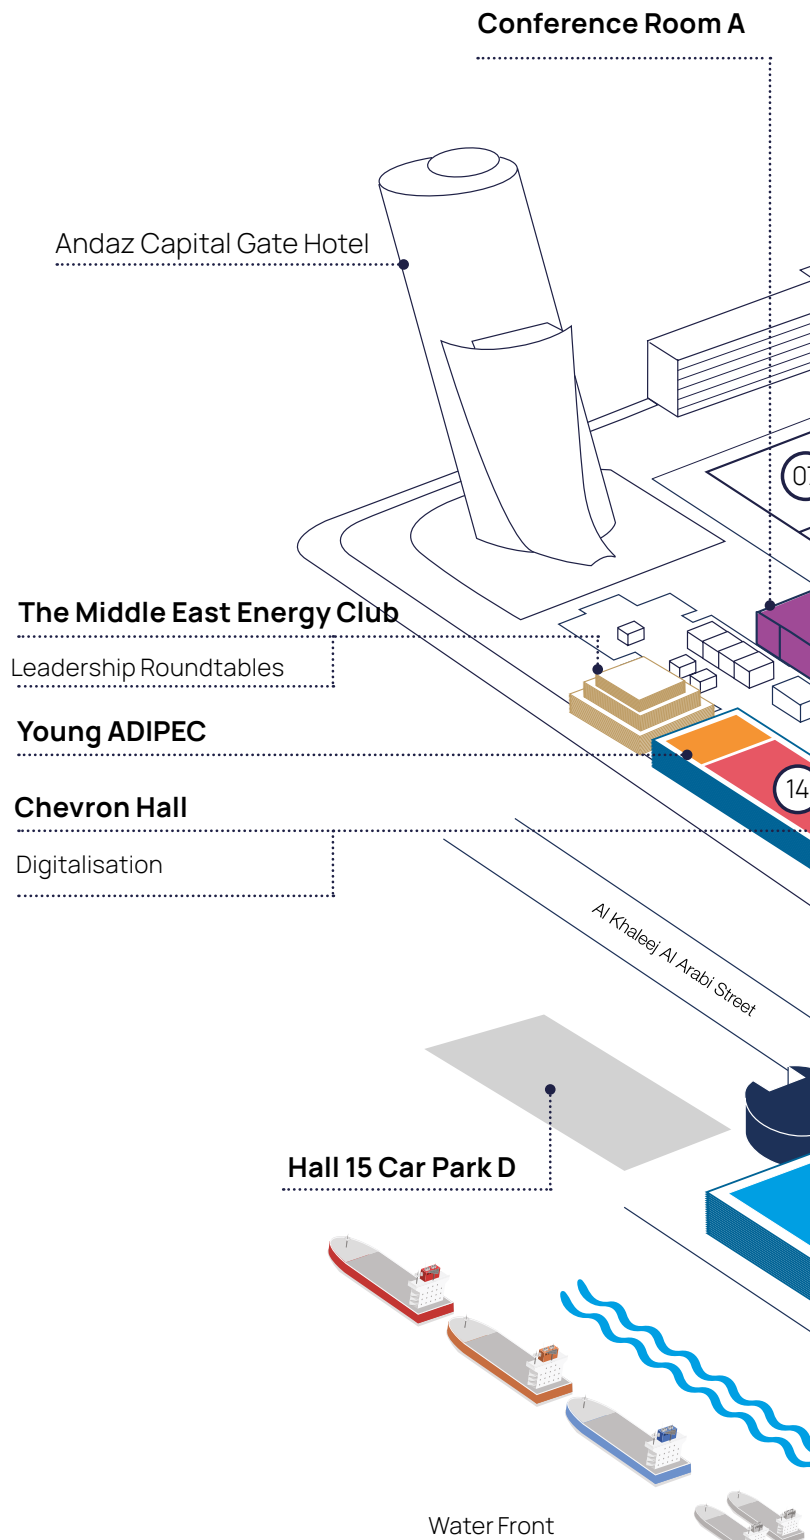 Conference Room A
Andaz Capital Gate Hotel
The Middle East Energy Club
Leadership Roundtables
Young ADIPEC
14
Chevron Hall
Digitalisation
Al Khaleej Al Arabi Street
Hall 15 Car Park D
Water Front